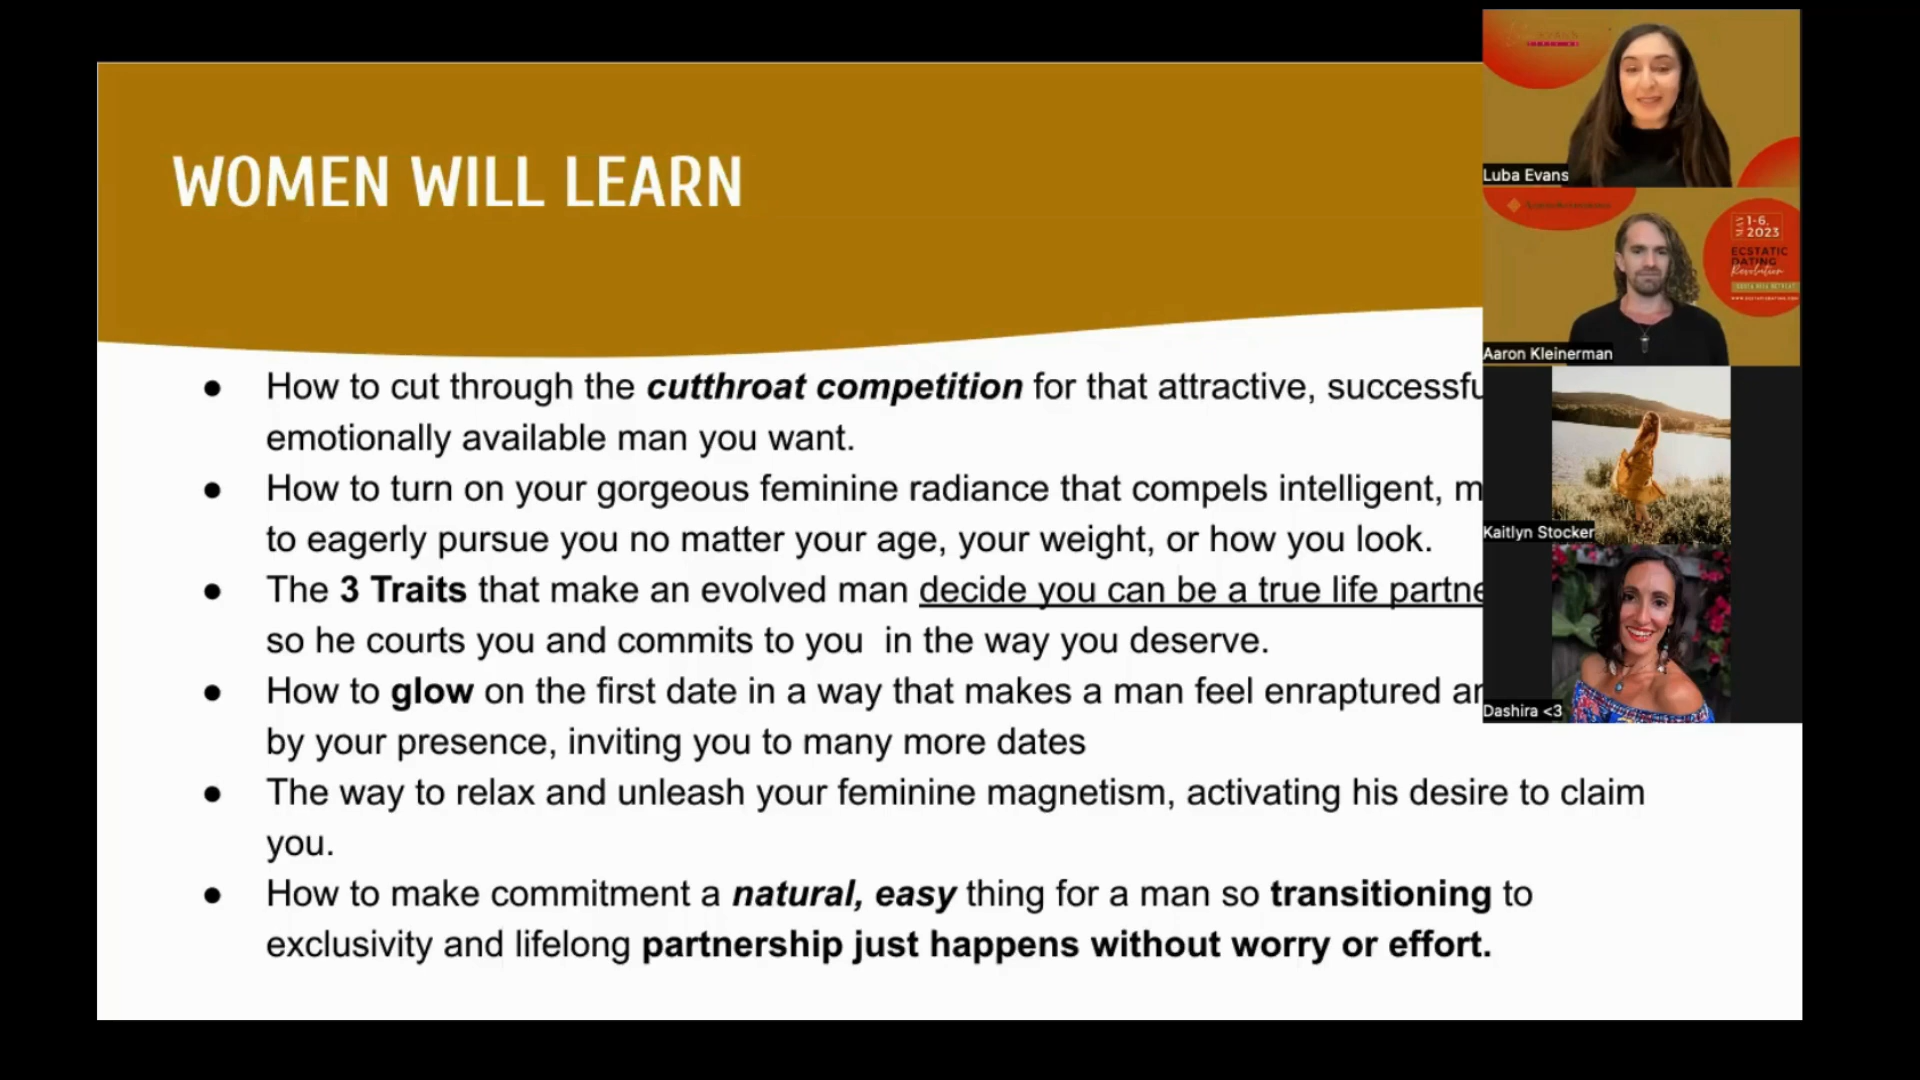 WOMEN WILL LEARN
● How to cut through the cutthroat competition for that attractive, successfu
emotionally available man you want.
● How to turn on your gorgeous feminine radiance that compels intelligent, m
to eagerly pursue you no matter your age, your weight, or how you look.
● The 3 Traits that make an evolved man decide you can be a true life partne
so he courts you and commits to you in the way you deserve.
● How to glow on the first date in a way that makes a man feel enraptured an
by your presence, inviting you to many more dates
● The way to relax and unleash your feminine magnetism, activating his desire to claim
you.
● How to make commitment a natural, easy thing for a man so transitioning to
exclusivity and lifelong partnership just happens without worry or effort.
Luba Evans
MAY
1-6,
2023
ECSTATIC
DATING
Revolution
COSTA RICA RETREAT
Aaron Kleinerman
Kaitlyn Stocker
Dashira <3